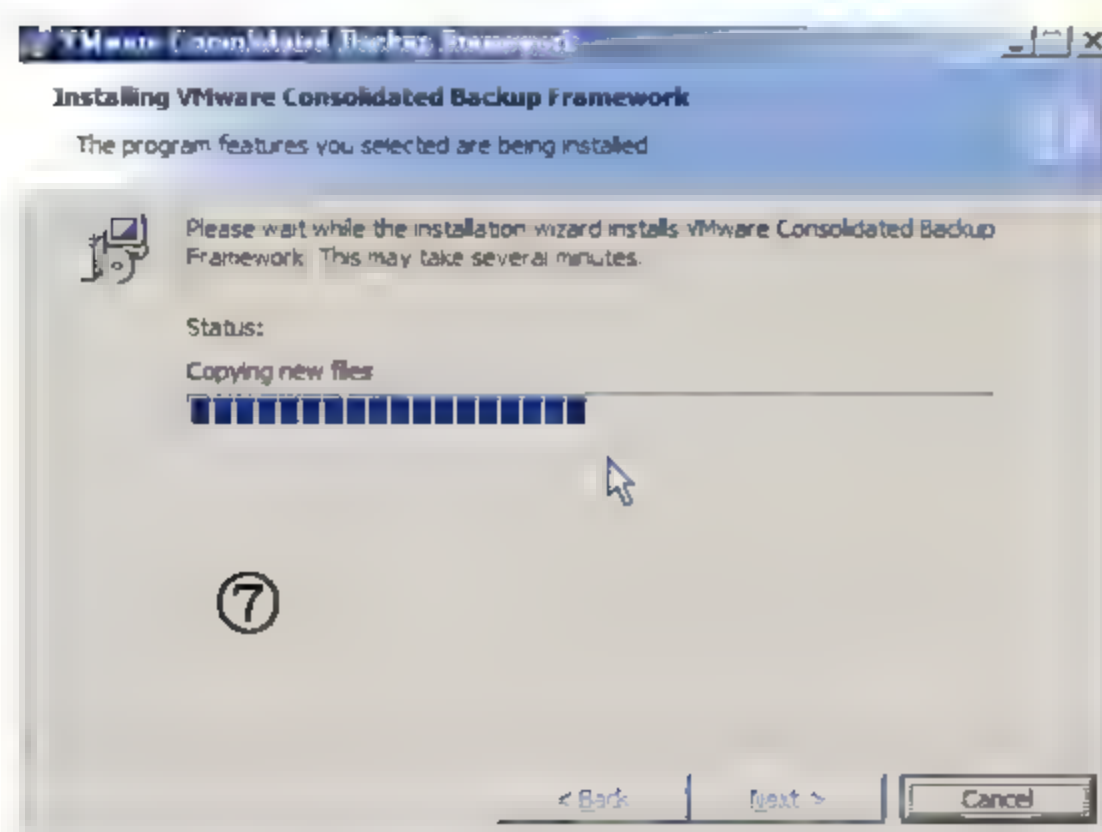 VMware Consolidated Backup Framework
Installing VMware Consolidated Backup Framework
The program features you selected are being installed
Please wait while the installation wizard installs VMware Consolidated Backup
Framework. This may take several minutes.
Status:
Copying new files
⑦
< Back Next > Cancel